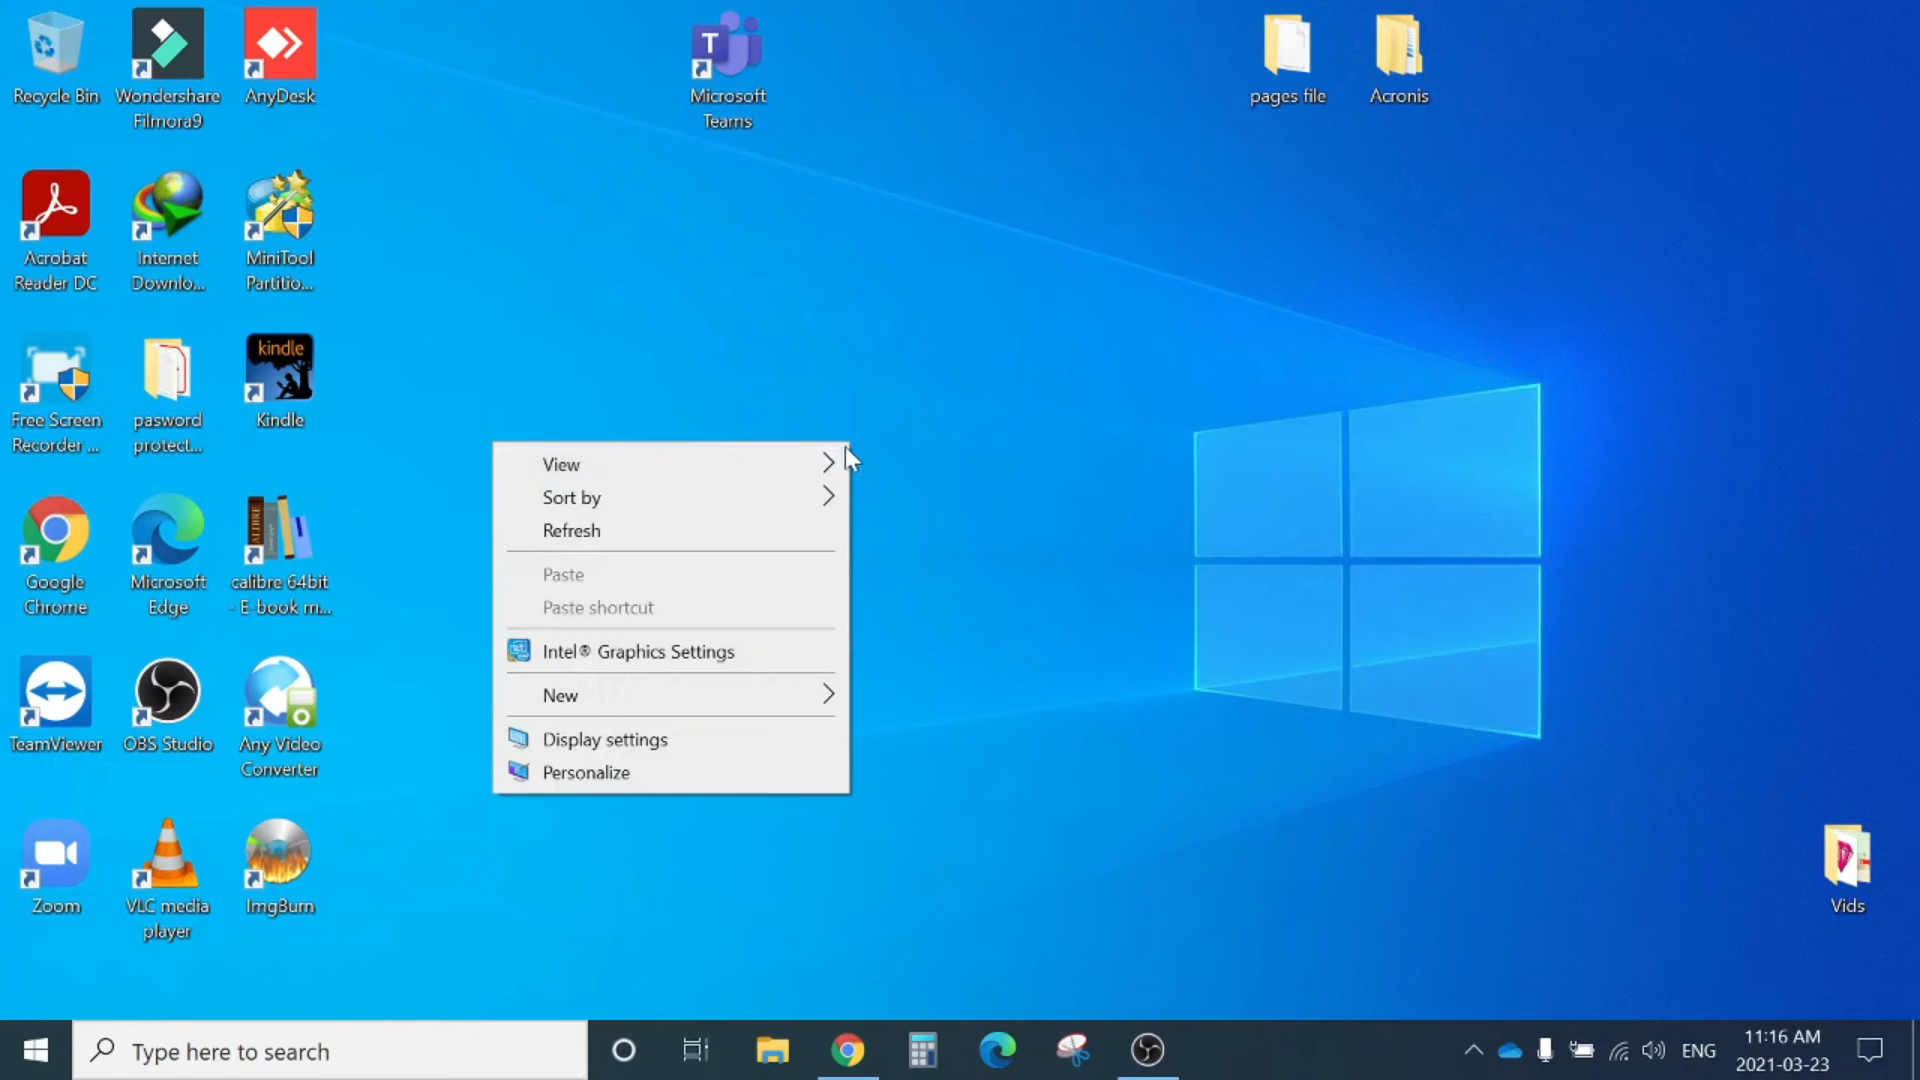 Recycle Bin
Wondershare
Filmora9
AnyDesk
T
Microsoft
Teams
pages file
Acronis
Acrobat
Reader DC
Internet
Downlo...
MiniTool
Partitio...
Free Screen
Recorder ...
pasword
protect...
kindle
Kindle
Google
Chrome
Microsoft
Edge
CALIBRE
calibre 64bit
- E-book m...
TeamViewer
OBS Studio
Any Video
Converter
Zoom
VLC media
player
ImgBurn
Vids
View
Sort by
Refresh
Paste
Paste shortcut
Intel® Graphics Settings
New
Display settings
Personalize
Type here to search
ENG
11:16 AM
2021-03-23